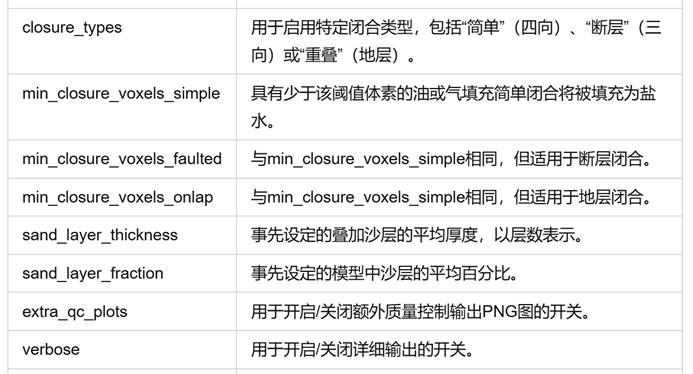 closure_types
用于启用特定闭合类型，包括“简单”（四向）、“断层”（三
向）或“重叠”（地层）。
min_closure_voxels_simple
具有少于该阈值体素的油或气填充简单闭合将被填充为盐
水。
min_closure_voxels_faulted
与min_closure_voxels_simple相同，但适用于断层闭合。
min_closure_voxels_onlap
与min_closure_voxels_simple相同，但适用于地层闭合。
sand_layer_thickness
事先设定的叠加沙层的平均厚度，以层数表示。
sand_layer_fraction
事先设定的模型中沙层的平均百分比。
extra_qc_plots
用于开启/关闭额外质量控制输出PNG图的开关。
verbose
用于开启/关闭详细输出的开关。